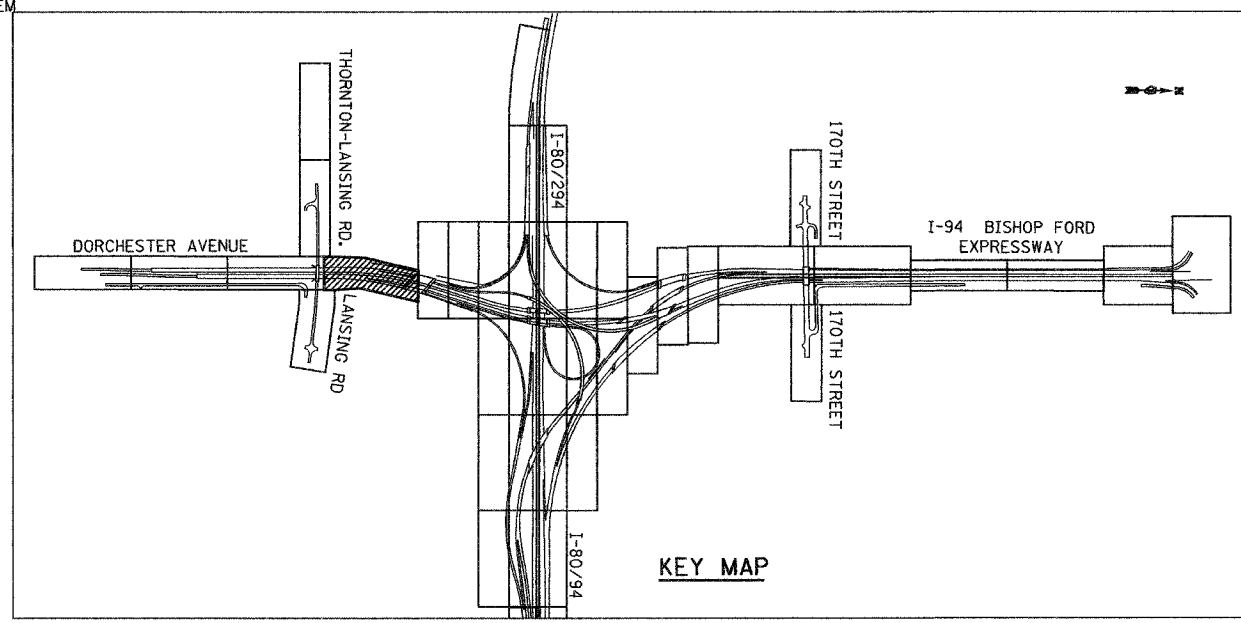 EM
THORNTON-LANSING RD.
I-80/294
170TH STREET
N
DORCHESTER AVENUE
I-94 BISHOP FORD
EXPRESSWAY
LANSING RD
170TH STREET
I-80/94
KEY MAP